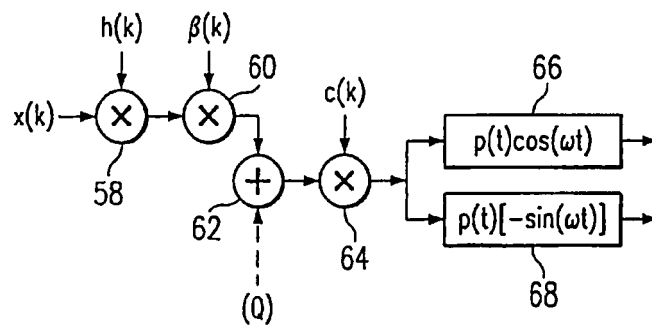 h(k)
β(k)
60
x(k)
×
×
58
c(k)
66
p(t)cos(ωt)
+
×
62
64
p(t)[-sin(ωt)]
68
(Q)